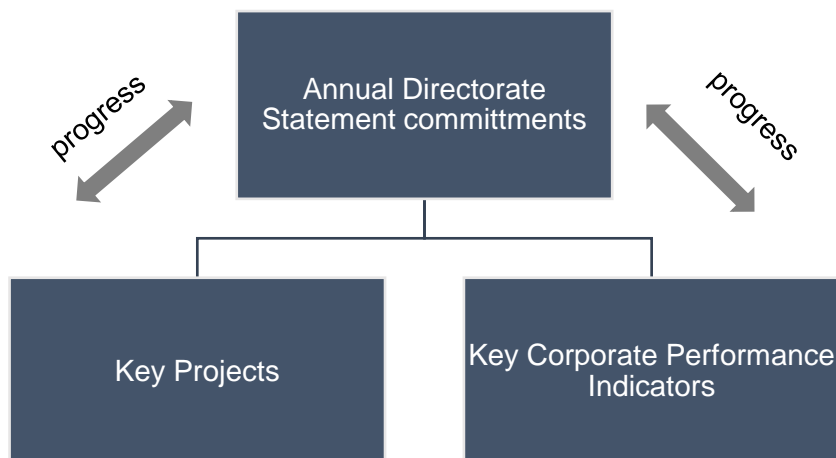 Annual Directorate
Statement committments
progress
progress
Key Projects
Key Corporate Performance
Indicators